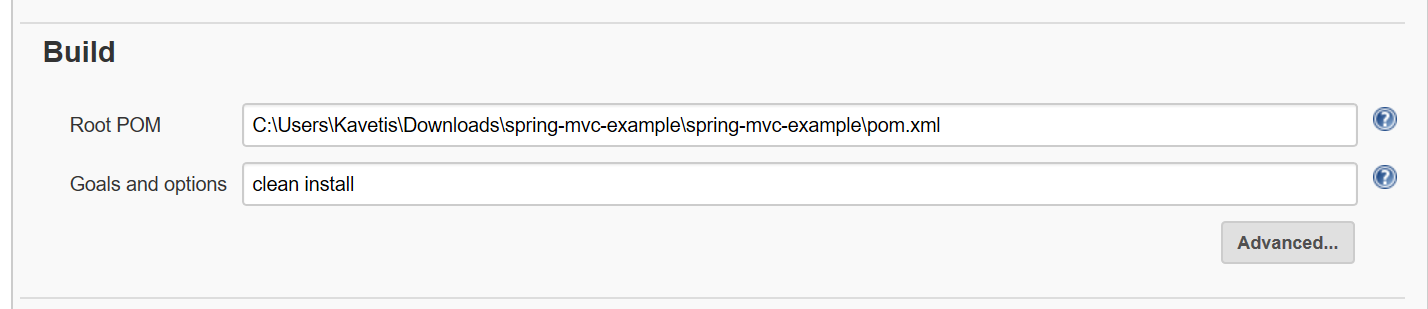 Build
Root POM C:\Users\Kavetis\Downloads\spring-mvc-example\spring-mvc-example\pom.xml ?
Goals and options clean install ?
Advanced...